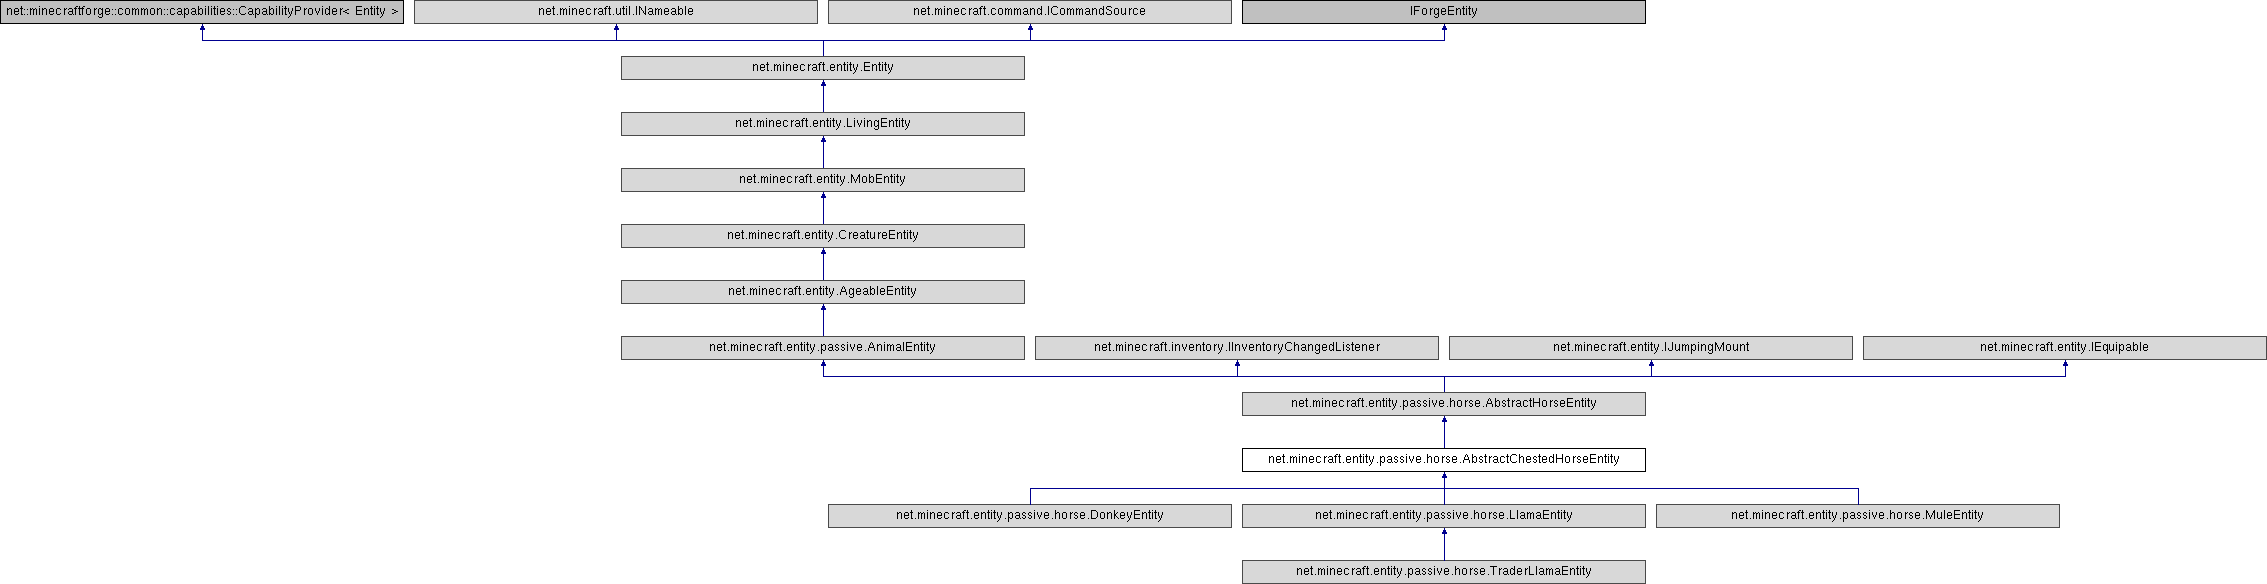 net::minecraftforge::common::capabilities::CapabilityProvider< Entity >
net.minecraft.util.INameable
net.minecraft.command.ICommandSource
IForgeEntity
net.minecraft.entity.Entity
net.minecraft.entity.LivingEntity
net.minecraft.entity.MobEntity
net.minecraft.entity.CreatureEntity
net.minecraft.entity.AgeableEntity
net.minecraft.entity.passive.AnimalEntity
net.minecraft.inventory.IInventoryChangedListener
net.minecraft.entity.IJumpingMount
net.minecraft.entity.IEquipable
net.minecraft.entity.passive.horse.AbstractHorseEntity
net.minecraft.entity.passive.horse.AbstractChestedHorseEntity
net.minecraft.entity.passive.horse.DonkeyEntity
net.minecraft.entity.passive.horse.LlamaEntity
net.minecraft.entity.passive.horse.MuleEntity
net.minecraft.entity.passive.horse.TraderLlamaEntity